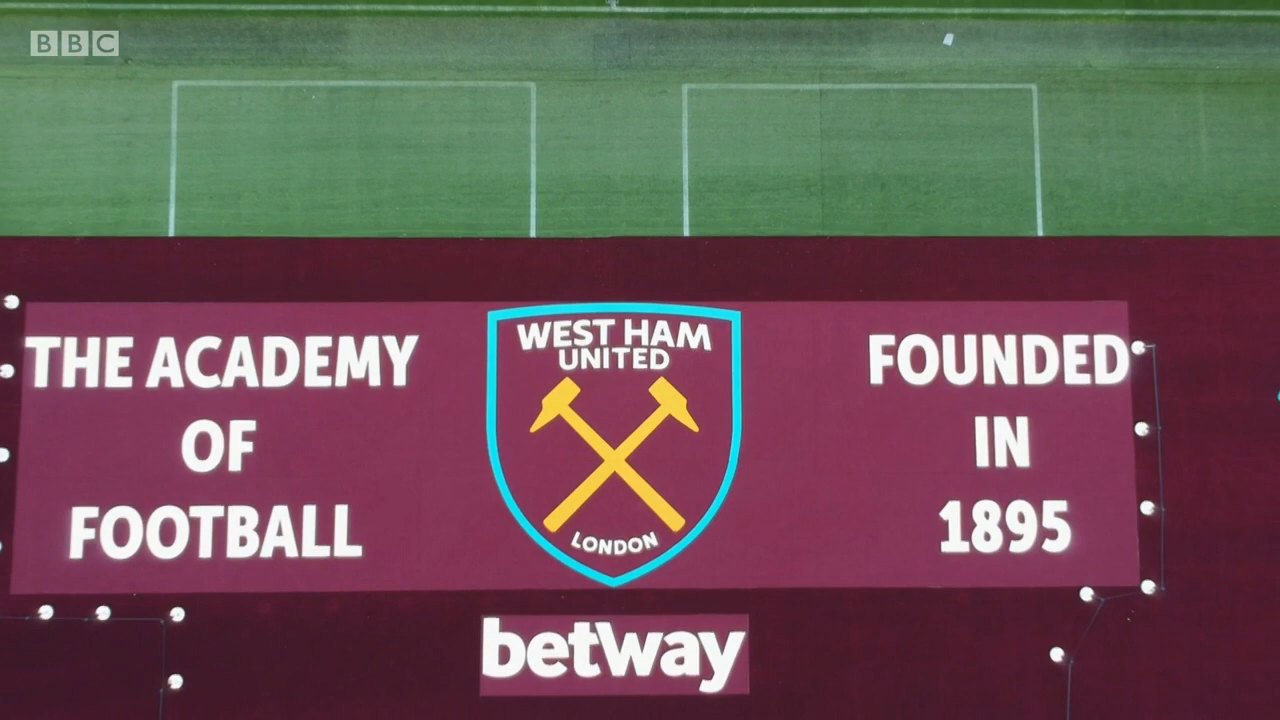 BBC
THE ACADEMY
OF
FOOTBALL
WEST HAM
UNITED
LONDON
FOUNDED
IN
1895
betway